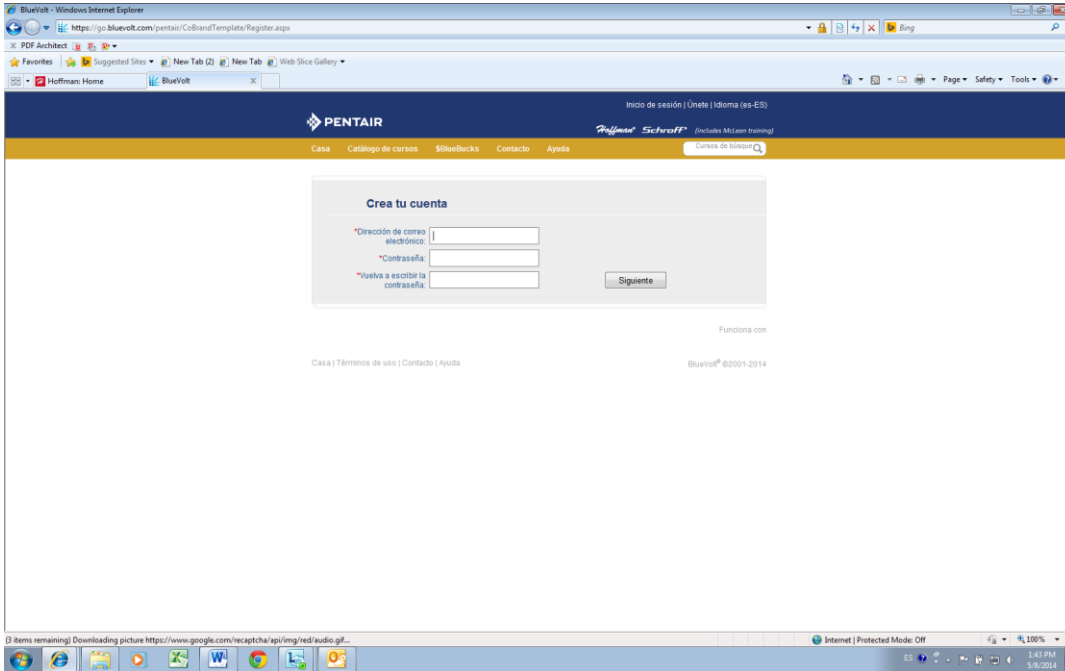 BlueVolt - Windows Internet Explorer
https://go.bluevolt.com/pentair/CoBrandTemplate/Register.aspx
Bing
PDF Architect
Favorites Suggested Sites New Tab (2) New Tab Web Slice Gallery
Hoffman: Home BlueVolt Page Safety Tools
Inicio de sesión | Únete | Idioma (es-ES)
PENTAIR
Hoffman Schroff (includes McLean training)
Casa Catálogo de cursos $BlueBucks Contacto Ayuda Cursos de búsque
Crea tu cuenta
*Dirección de correo
electrónico:
*Contraseña:
*Vuelva a escribir la
contraseña:
Siguiente
Funciona con
Casa | Términos de uso | Contacto | Ayuda BlueVolt® ©2001-2014
(3 items remaining) Downloading picture https://www.google.com/recaptcha/api/img/red/audio.gif... Internet | Protected Mode: Off 100%
ES 1:43 PM
5/8/2014